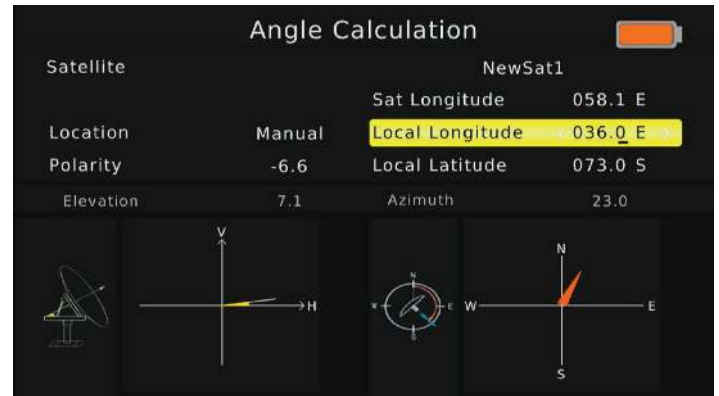 Angle Calculation
Satellite NewSat1
Sat Longitude 058.1 E
Location Manual Local Longitude 036.0 E
Polarity -6.6 Local Latitude 073.0 S
Elevation 7.1 Azimuth 23.0
V
H
N
W E
S
N
W E
S